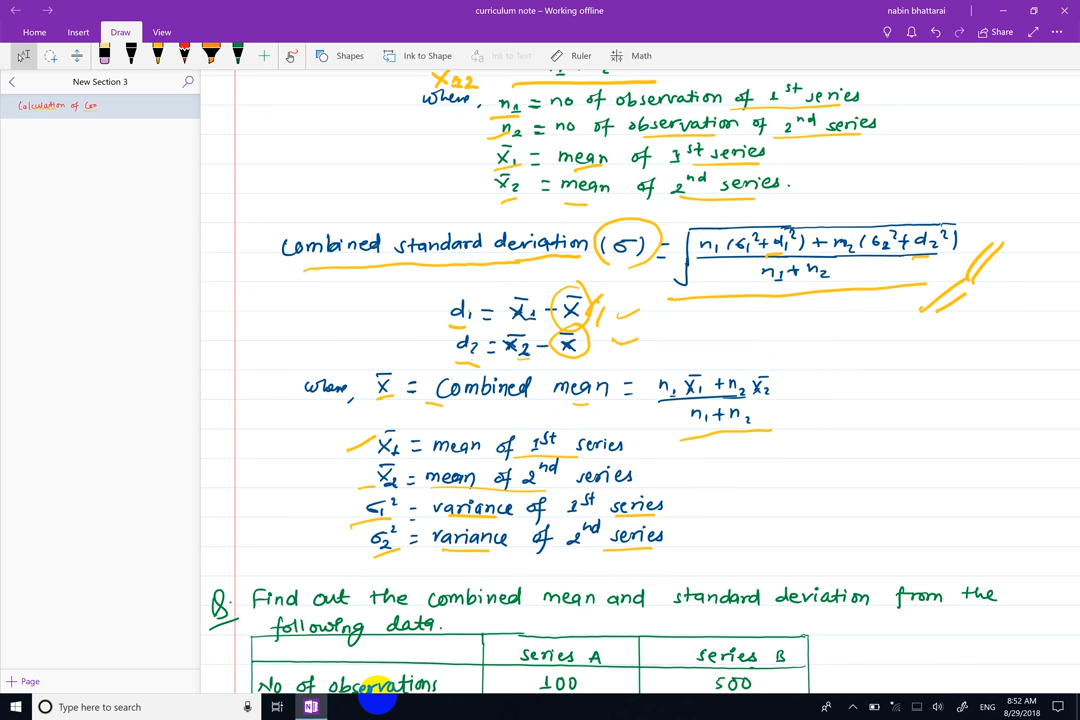 curriculum note – Working offline
nabin bhattarai
Home
Insert
Draw
View
Share
Shapes
Ink to Shape
Ink to Text
Ruler
Math
New Section 3
Calculation of Com
X̄12
where, n1 = no of observation of 1st series
n2 = no of observation of 2nd series
X̄1 = mean of 1st series
X̄2 = mean of 2nd series.
Combined standard deviation (σ) = √((n1(σ1²+d1²)+n2(σ2²+d2²))/(n1+n2))
d1 = X̄1 – X̄
d2 = X̄2 – X̄
where, X̄ = Combined mean = (n1 X̄1 + n2 X̄2)/(n1+n2)
X̄1 = mean of 1st series
X̄2 = mean of 2nd series
σ1² = variance of 1st series
σ2² = variance of 2nd series
Q. Find out the combined mean and standard deviation from the
following data.
series A series B
No of observations 100 500
Page
Type here to search
ENG
8:52 AM
8/29/2018